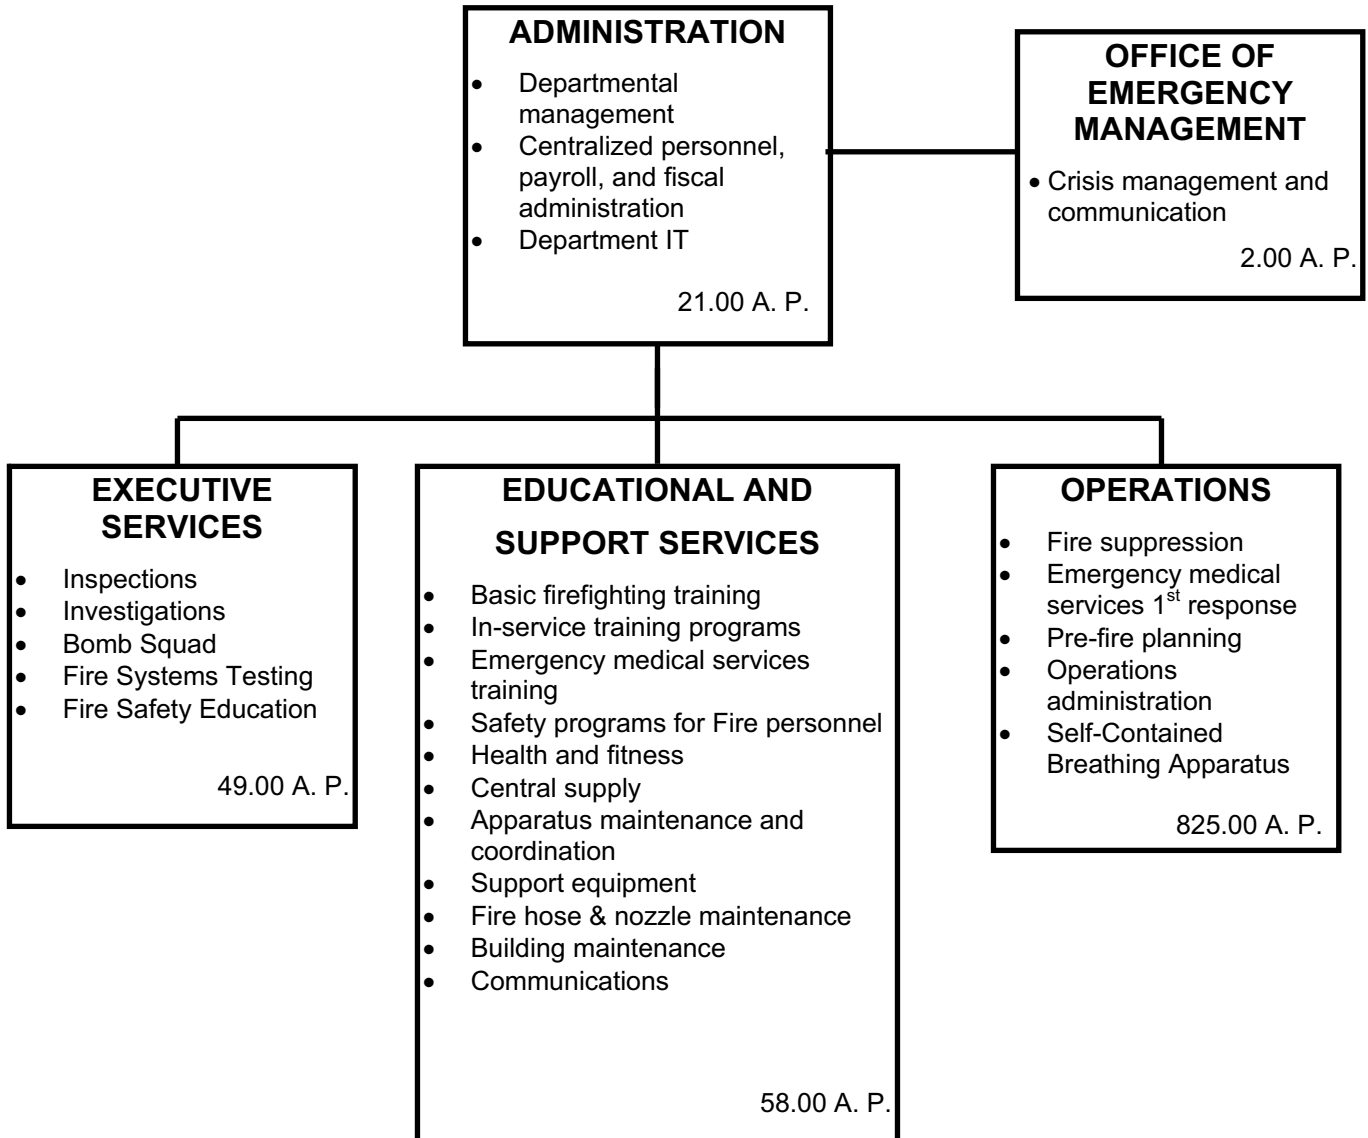 ADMINISTRATION
• Departmental
management
• Centralized personnel,
payroll, and fiscal
administration
• Department IT
21.00 A. P.
OFFICE OF
EMERGENCY
MANAGEMENT
• Crisis management and
communication
2.00 A. P.
EXECUTIVE
SERVICES
• Inspections
• Investigations
• Bomb Squad
• Fire Systems Testing
• Fire Safety Education
49.00 A. P.
EDUCATIONAL AND
SUPPORT SERVICES
• Basic firefighting training
• In-service training programs
• Emergency medical services
training
• Safety programs for Fire personnel
• Health and fitness
• Central supply
• Apparatus maintenance and
coordination
• Support equipment
• Fire hose & nozzle maintenance
• Building maintenance
• Communications
58.00 A. P.
OPERATIONS
• Fire suppression
• Emergency medical
services 1st response
• Pre-fire planning
• Operations
administration
• Self-Contained
Breathing Apparatus
825.00 A. P.